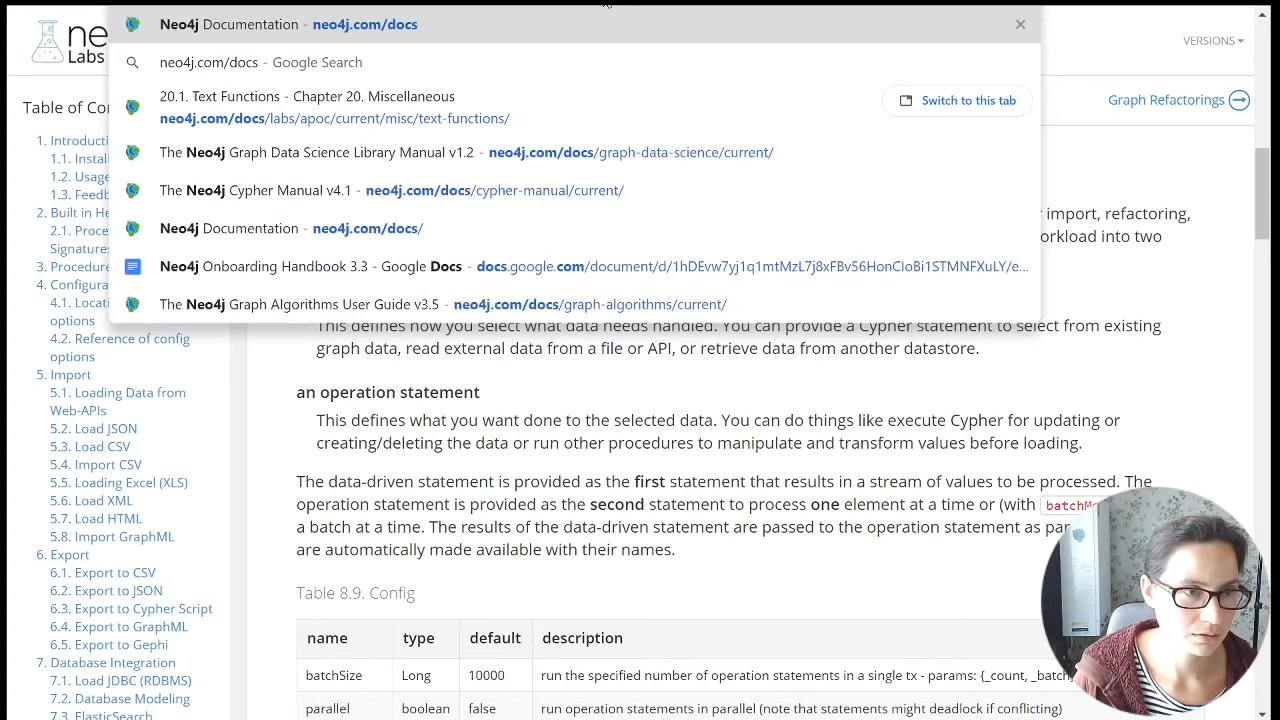 Neo4j Documentation - neo4j.com/docs
neo4j.com/docs - Google Search
20.1. Text Functions - Chapter 20. Miscellaneous
neo4j.com/docs/labs/apoc/current/misc/text-functions/
Switch to this tab
The Neo4j Graph Data Science Library Manual v1.2 - neo4j.com/docs/graph-data-science/current/
The Neo4j Cypher Manual v4.1 - neo4j.com/docs/cypher-manual/current/
Neo4j Documentation - neo4j.com/docs/
Neo4j Onboarding Handbook 3.3 - Google Docs - docs.google.com/document/d/1hDEvw7yj1q1mtMzL7j8xFBv56HonCIoBi1STMNFXuLY/e...
The Neo4j Graph Algorithms User Guide v3.5 - neo4j.com/docs/graph-algorithms/current/
ne
Labs
VERSIONS
Table of Co
Graph Refactorings
1. Introducti
1.1. Instal
1.2. Usage
1.3. Feedb
2. Built in He
2.1. Proce
Signatures
3. Procedure
4. Configura
4.1. Locati
options
4.2. Reference of config
options
5. Import
5.1. Loading Data from
Web-APIs
5.2. Load JSON
5.3. Load CSV
5.4. Import CSV
5.5. Loading Excel (XLS)
5.6. Load XML
5.7. Load HTML
5.8. Import GraphML
6. Export
6.1. Export to CSV
6.2. Export to JSON
6.3. Export to Cypher Script
6.4. Export to GraphML
6.5. Export to Gephi
7. Database Integration
7.1. Load JDBC (RDBMS)
7.2. Database Modeling
7.3. ElasticSearch
import, refactoring,
orkload into two
This defines how you select what data needs handled. You can provide a Cypher statement to select from existing
graph data, read external data from a file or API, or retrieve data from another datastore.
an operation statement
This defines what you want done to the selected data. You can do things like execute Cypher for updating or
creating/deleting the data or run other procedures to manipulate and transform values before loading.
The data-driven statement is provided as the first statement that results in a stream of values to be processed. The
operation statement is provided as the second statement to process one element at a time or (with batchM
a batch at a time. The results of the data-driven statement are passed to the operation statement as par
are automatically made available with their names.
Table 8.9. Config
name type default description
batchSize Long 10000 run the specified number of operation statements in a single tx - params: {_count, _batch
parallel boolean false run operation statements in parallel (note that statements might deadlock if conflicting)